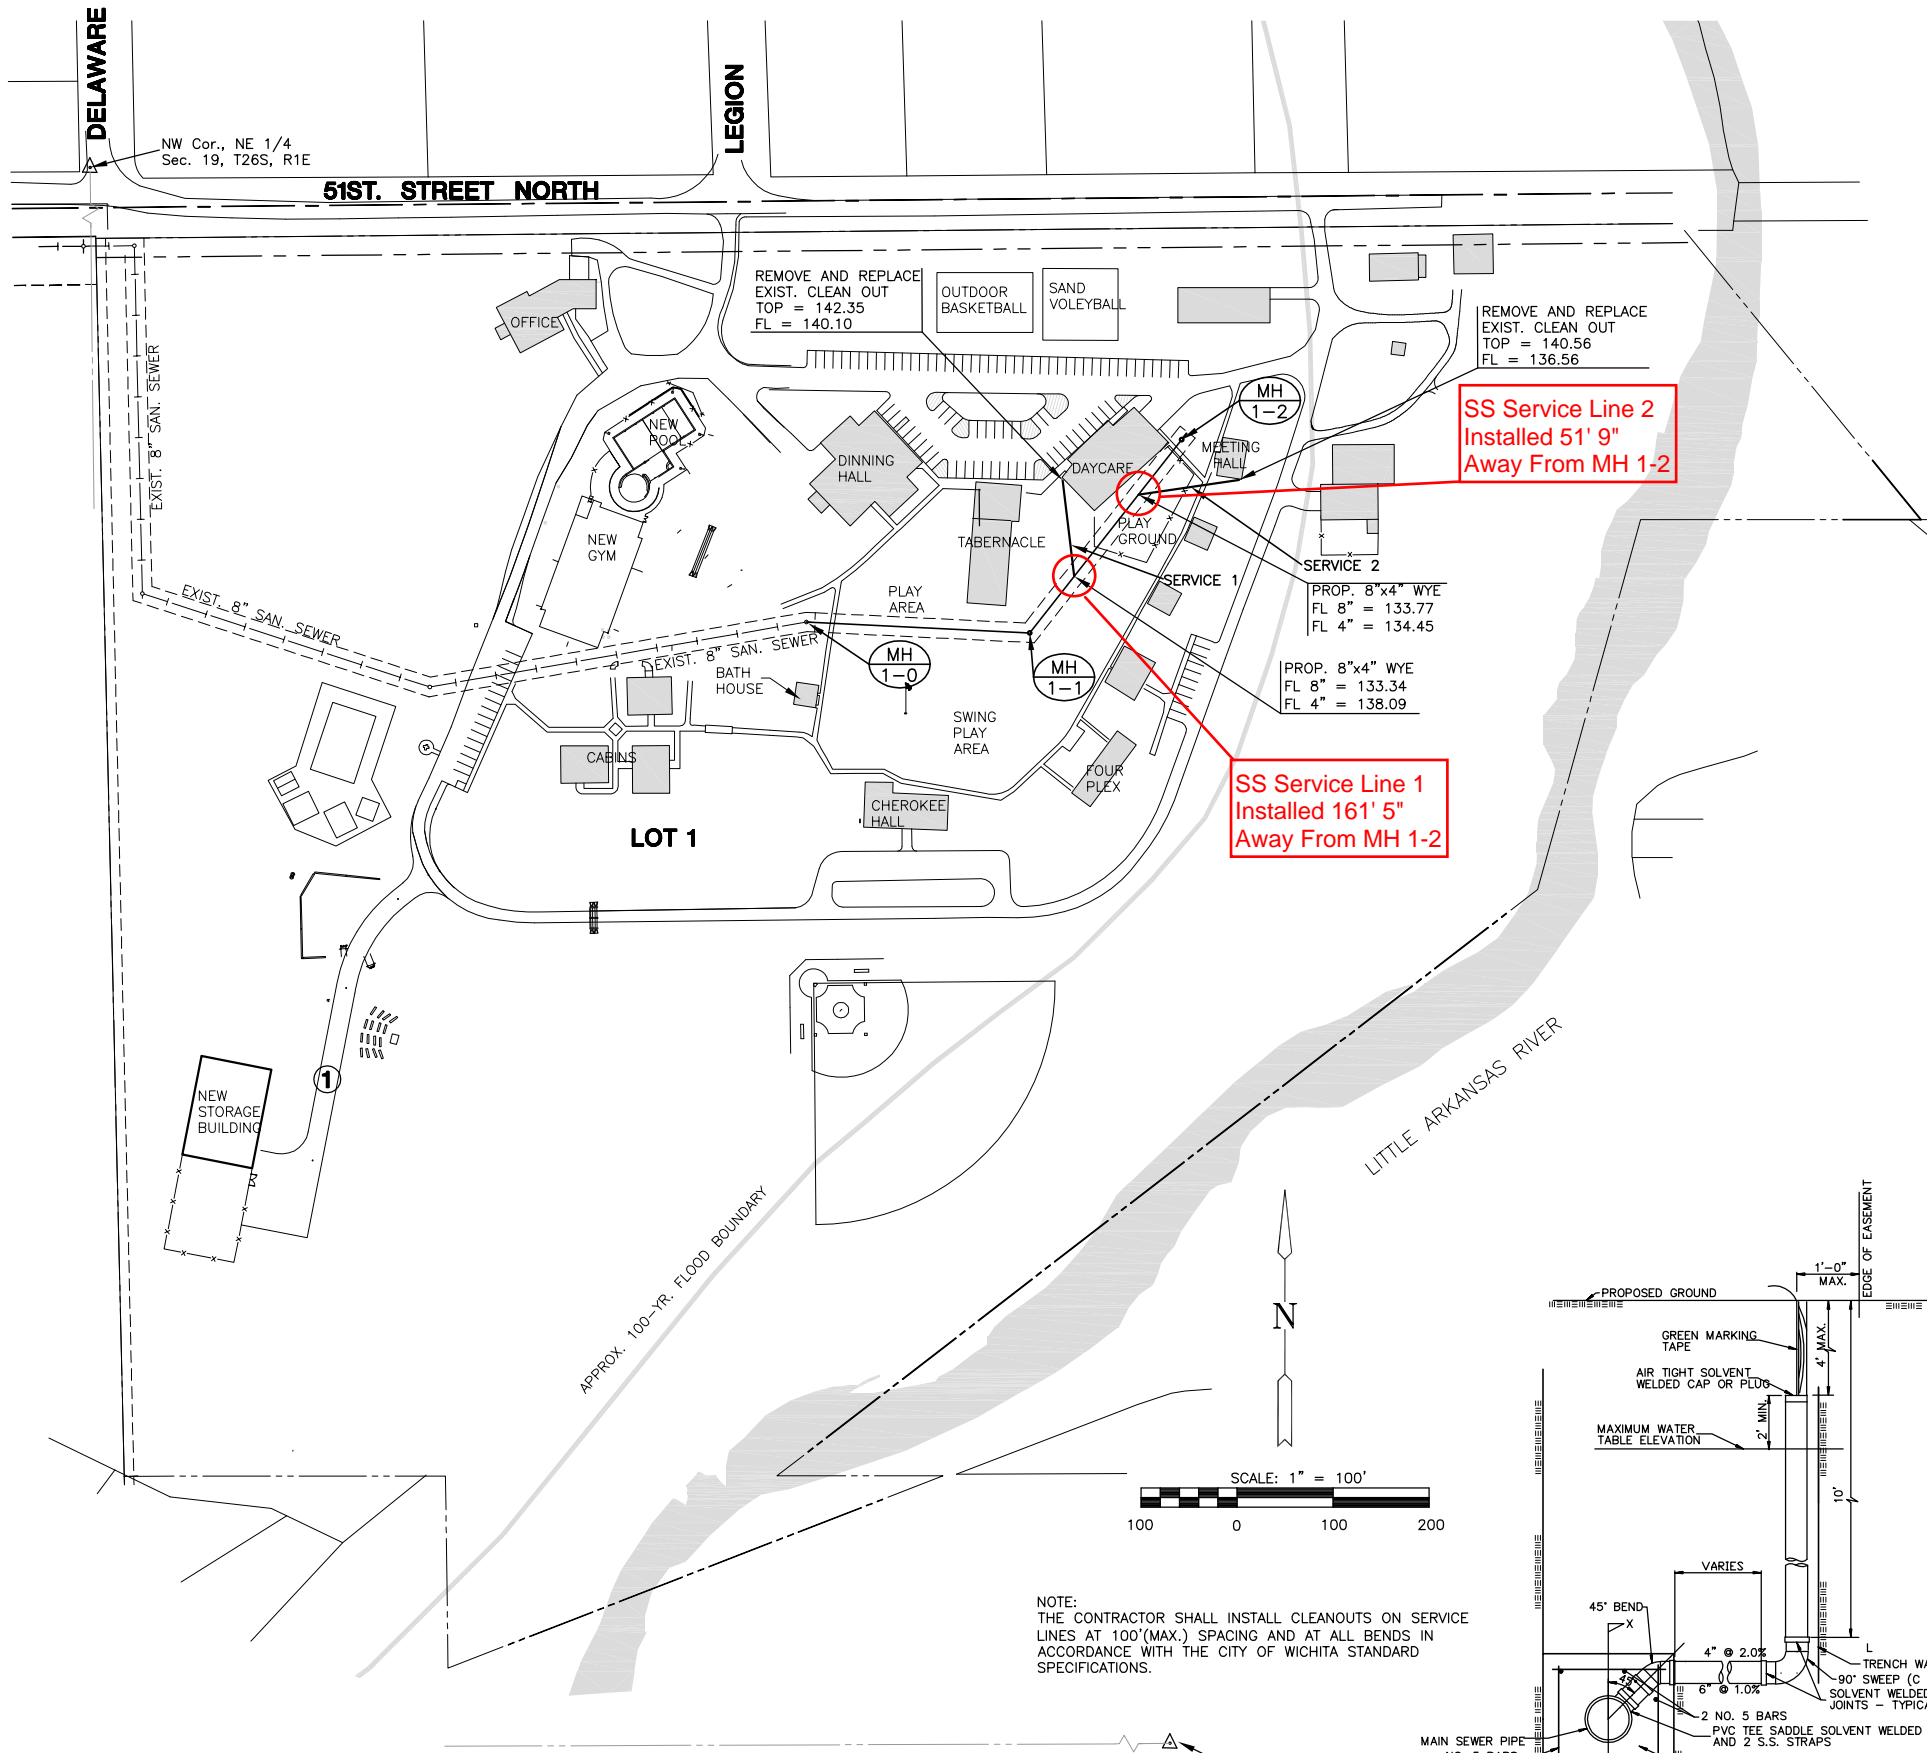 DELAWARE
LEGION
NW Cor., NE 1/4
Sec. 19, T26S, R1E
51ST. STREET NORTH
EXIST. 8" SAN. SEWER
REMOVE AND REPLACE
EXIST. CLEAN OUT
TOP = 142.35
FL = 140.10
OUTDOOR
BASKETBALL
SAND
VOLEYBALL
OFFICE
REMOVE AND REPLACE
EXIST. CLEAN OUT
TOP = 140.56
FL = 136.56
MH
1-2
SS Service Line 2
Installed 51' 9"
Away From MH 1-2
NEW
POOL
DINNING
HALL
DAYCARE
MEETING
HALL
NEW
GYM
TABERNACLE
PLAY
GROUND
SERVICE 2
SERVICE 1
PROP. 8"x4" WYE
FL 8" = 133.77
FL 4" = 134.45
PLAY
AREA
EXIST. 8" SAN. SEWER
EXIST. 8" SAN. SEWER
MH
1-0
MH
1-1
PROP. 8"x4" WYE
FL 8" = 133.34
FL 4" = 138.09
BATH
HOUSE
SWING
PLAY
AREA
CABINS
FOUR
PLEX
CHEROKEE
HALL
SS Service Line 1
Installed 161' 5"
Away From MH 1-2
LOT 1
NEW
STORAGE
BUILDING
1
LITTLE ARKANSAS RIVER
APPROX. 100-YR. FLOOD BOUNDARY
N
SCALE: 1" = 100'
100 0 100 200
NOTE:
THE CONTRACTOR SHALL INSTALL CLEANOUTS ON SERVICE
LINES AT 100'(MAX.) SPACING AND AT ALL BENDS IN
ACCORDANCE WITH THE CITY OF WICHITA STANDARD
SPECIFICATIONS.
EDGE OF EASEMENT
1'-0"
MAX.
PROPOSED GROUND
GREEN MARKING
TAPE
4' MAX.
AIR TIGHT SOLVENT
WELDED CAP OR PLUG
2' MIN.
MAXIMUM WATER
TABLE ELEVATION
10'
VARIES
45° BEND
X
4" @ 2.0%
6" @ 1.0%
45°
L
TRENCH WA
90° SWEEP (C
SOLVENT WELDED
JOINTS - TYPICA
2 NO. 5 BARS
PVC TEE SADDLE SOLVENT WELDED
AND 2 S.S. STRAPS
MAIN SEWER PIPE